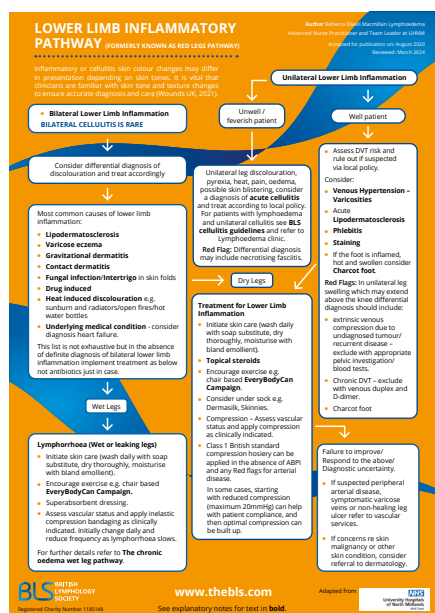 LOWER LIMB INFLAMMATORY
PATHWAY (FORMERLY KNOWN AS RED LEGS PATHWAY)
Author Rebecca Elwell Macmillan Lymphoedema
Advanced Nurse Practitioner and Team Leader at UHNM
Accepted for publication on: August 2020
Reviewed: March 2024
Inflammatory or cellulitis skin colour changes may differ
in presentation depending on skin tones. It is vital that
clinicians are familiar with skin tone and texture changes
to ensure accurate diagnosis and care (Wounds UK, 2021).
• Bilateral Lower Limb Inflammation
BILATERAL CELLULITIS IS RARE
Consider differential diagnosis of
discolouration and treat accordingly
Most common causes of lower limb
inflammation:
• Lipodermatosclerosis
• Varicose eczema
• Gravitational dermatitis
• Contact dermatitis
• Fungal infection/Intertrigo in skin folds
• Drug induced
• Heat induced discolouration e.g.
sunburn and radiators/open fires/hot
water bottles
• Underlying medical condition - consider
diagnosis heart failure.
This list is not exhaustive but in the absence
of definite diagnosis of bilateral lower limb
inflammation implement treatment as below
not antibiotics just in case.
Wet Legs
Lymphorrhoea (Wet or leaking legs)
• Initiate skin care (wash daily with soap
substitute, dry thoroughly, moisturise
with bland emollient).
• Encourage exercise e.g. chair based
EveryBodyCan Campaign.
• Superabsorbent dressing.
• Assess vascular status and apply inelastic
compression bandaging as clinically
indicated. Initially change daily and
reduce frequency as lymphorrhoea slows.
For further details refer to The chronic
oedema wet leg pathway.
Unilateral Lower Limb Inflammation
Unwell /
feverish patient
Unilateral leg discolouration,
pyrexia, heat, pain, oedema,
possible skin blistering, consider
a diagnosis of acute cellulitis
and treat according to local policy.
For patients with lymphoedema
and unilateral cellulitis see BLS
cellulitis guidelines and refer to
Lymphoedema clinic.
Red Flag: Differential diagnosis
may include necrotising fasciitis.
Dry Legs
Treatment for Lower Limb
Inflammation
• Initiate skin care (wash daily
with soap substitute, dry
thoroughly, moisturise with
bland emollient).
• Topical steroids
• Encourage exercise e.g.
chair based EveryBodyCan
Campaign.
• Consider under sock e.g.
Dermasilk, Skinnies.
• Compression – Assess vascular
status and apply compression
as clinically indicated.
• Class 1 British standard
compression hosiery can be
applied in the absence of ABPI
and any Red flags for arterial
disease.
In some cases, starting
with reduced compression
(maximum 20mmHg) can help
with patient compliance, and
then optimal compression can
be built up.
Well patient
• Assess DVT risk and
rule out if suspected
via local policy.
Consider:
• Venous Hypertension –
Varicosities
• Acute
Lipodermatosclerosis
• Phlebitis
• Staining
• If the foot is inflamed,
hot and swollen consider
Charcot foot.
Red Flags: In unilateral leg
swelling which may extend
above the knee differential
diagnosis should include:
• extrinsic venous
compression due to
undiagnosed tumour/
recurrent disease –
exclude with appropriate
pelvic investigation/
blood tests.
• Chronic DVT – exclude
with venous duplex and
D-dimer.
• Charcot foot
Failure to improve/
Respond to the above/
Diagnostic uncertainty.
• If suspected peripheral
arterial disease,
symptomatic varicose
veins or non-healing leg
ulcer refer to vascular
services.
• If concerns re skin
malignancy or other
skin condition, consider
referral to dermatology.
BLS BRITISH
LYMPHOLOGY
SOCIETY
Registered Charity Number 1195148
www.thebls.com
See explanatory notes for text in bold.
Adapted from
NHS
University Hospitals
of North Midlands
NHS Trust